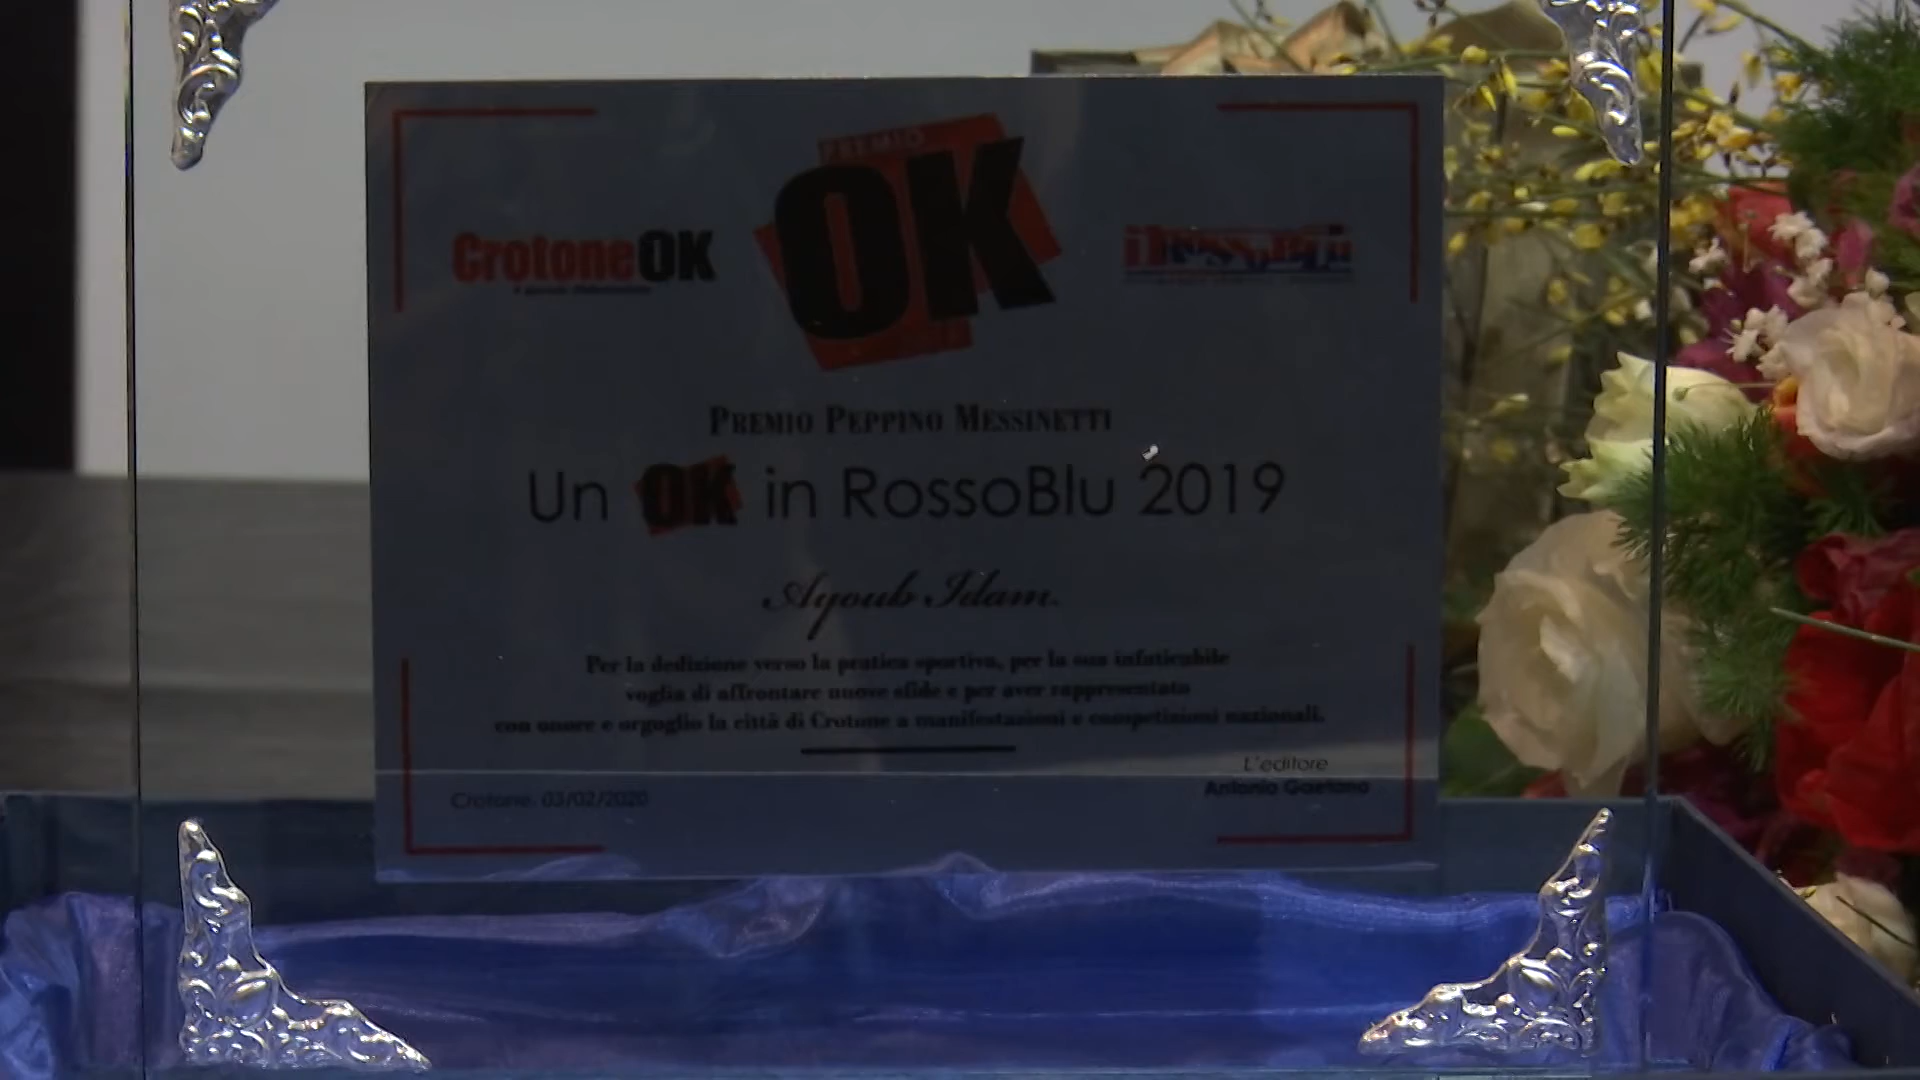 PREMIO
OK
CrotoneOK
iRossoBlu
PREMIO PEPPINO MESSINETTI
Un OK in RossoBlu 2019
Ayoub Idam
Per la dedizione verso la pratica sportiva, per la sua infaticabile
voglia di affrontare nuove sfide e per aver rappresentato
con onore e orgoglio la città di Crotone a manifestazioni e competizioni nazionali.
L'editore
Antonio Gaetano
Crotone, 03/02/2020